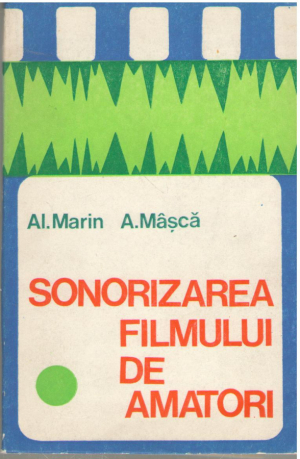 Al.Marin A.Mâșcă
SONORIZAREA
FILMULUI
DE
AMATORI